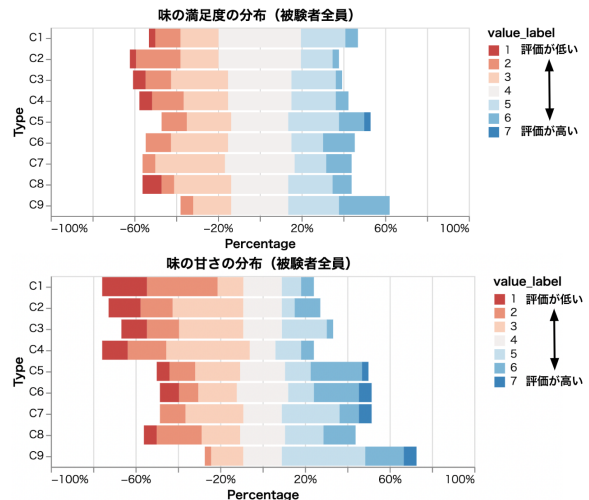 味の満足度の分布（被験者全員）
Type
C1
C2
C3
C4
C5
C6
C7
C8
C9
−100%
−60%
−20%
20%
60%
100%
Percentage
value_label
1 評価が低い
2
3
4
5
6
7 評価が高い
味の甘さの分布（被験者全員）
Type
C1
C2
C3
C4
C5
C6
C7
C8
C9
−100%
−60%
−20%
20%
60%
100%
Percentage
value_label
1 評価が低い
2
3
4
5
6
7 評価が高い